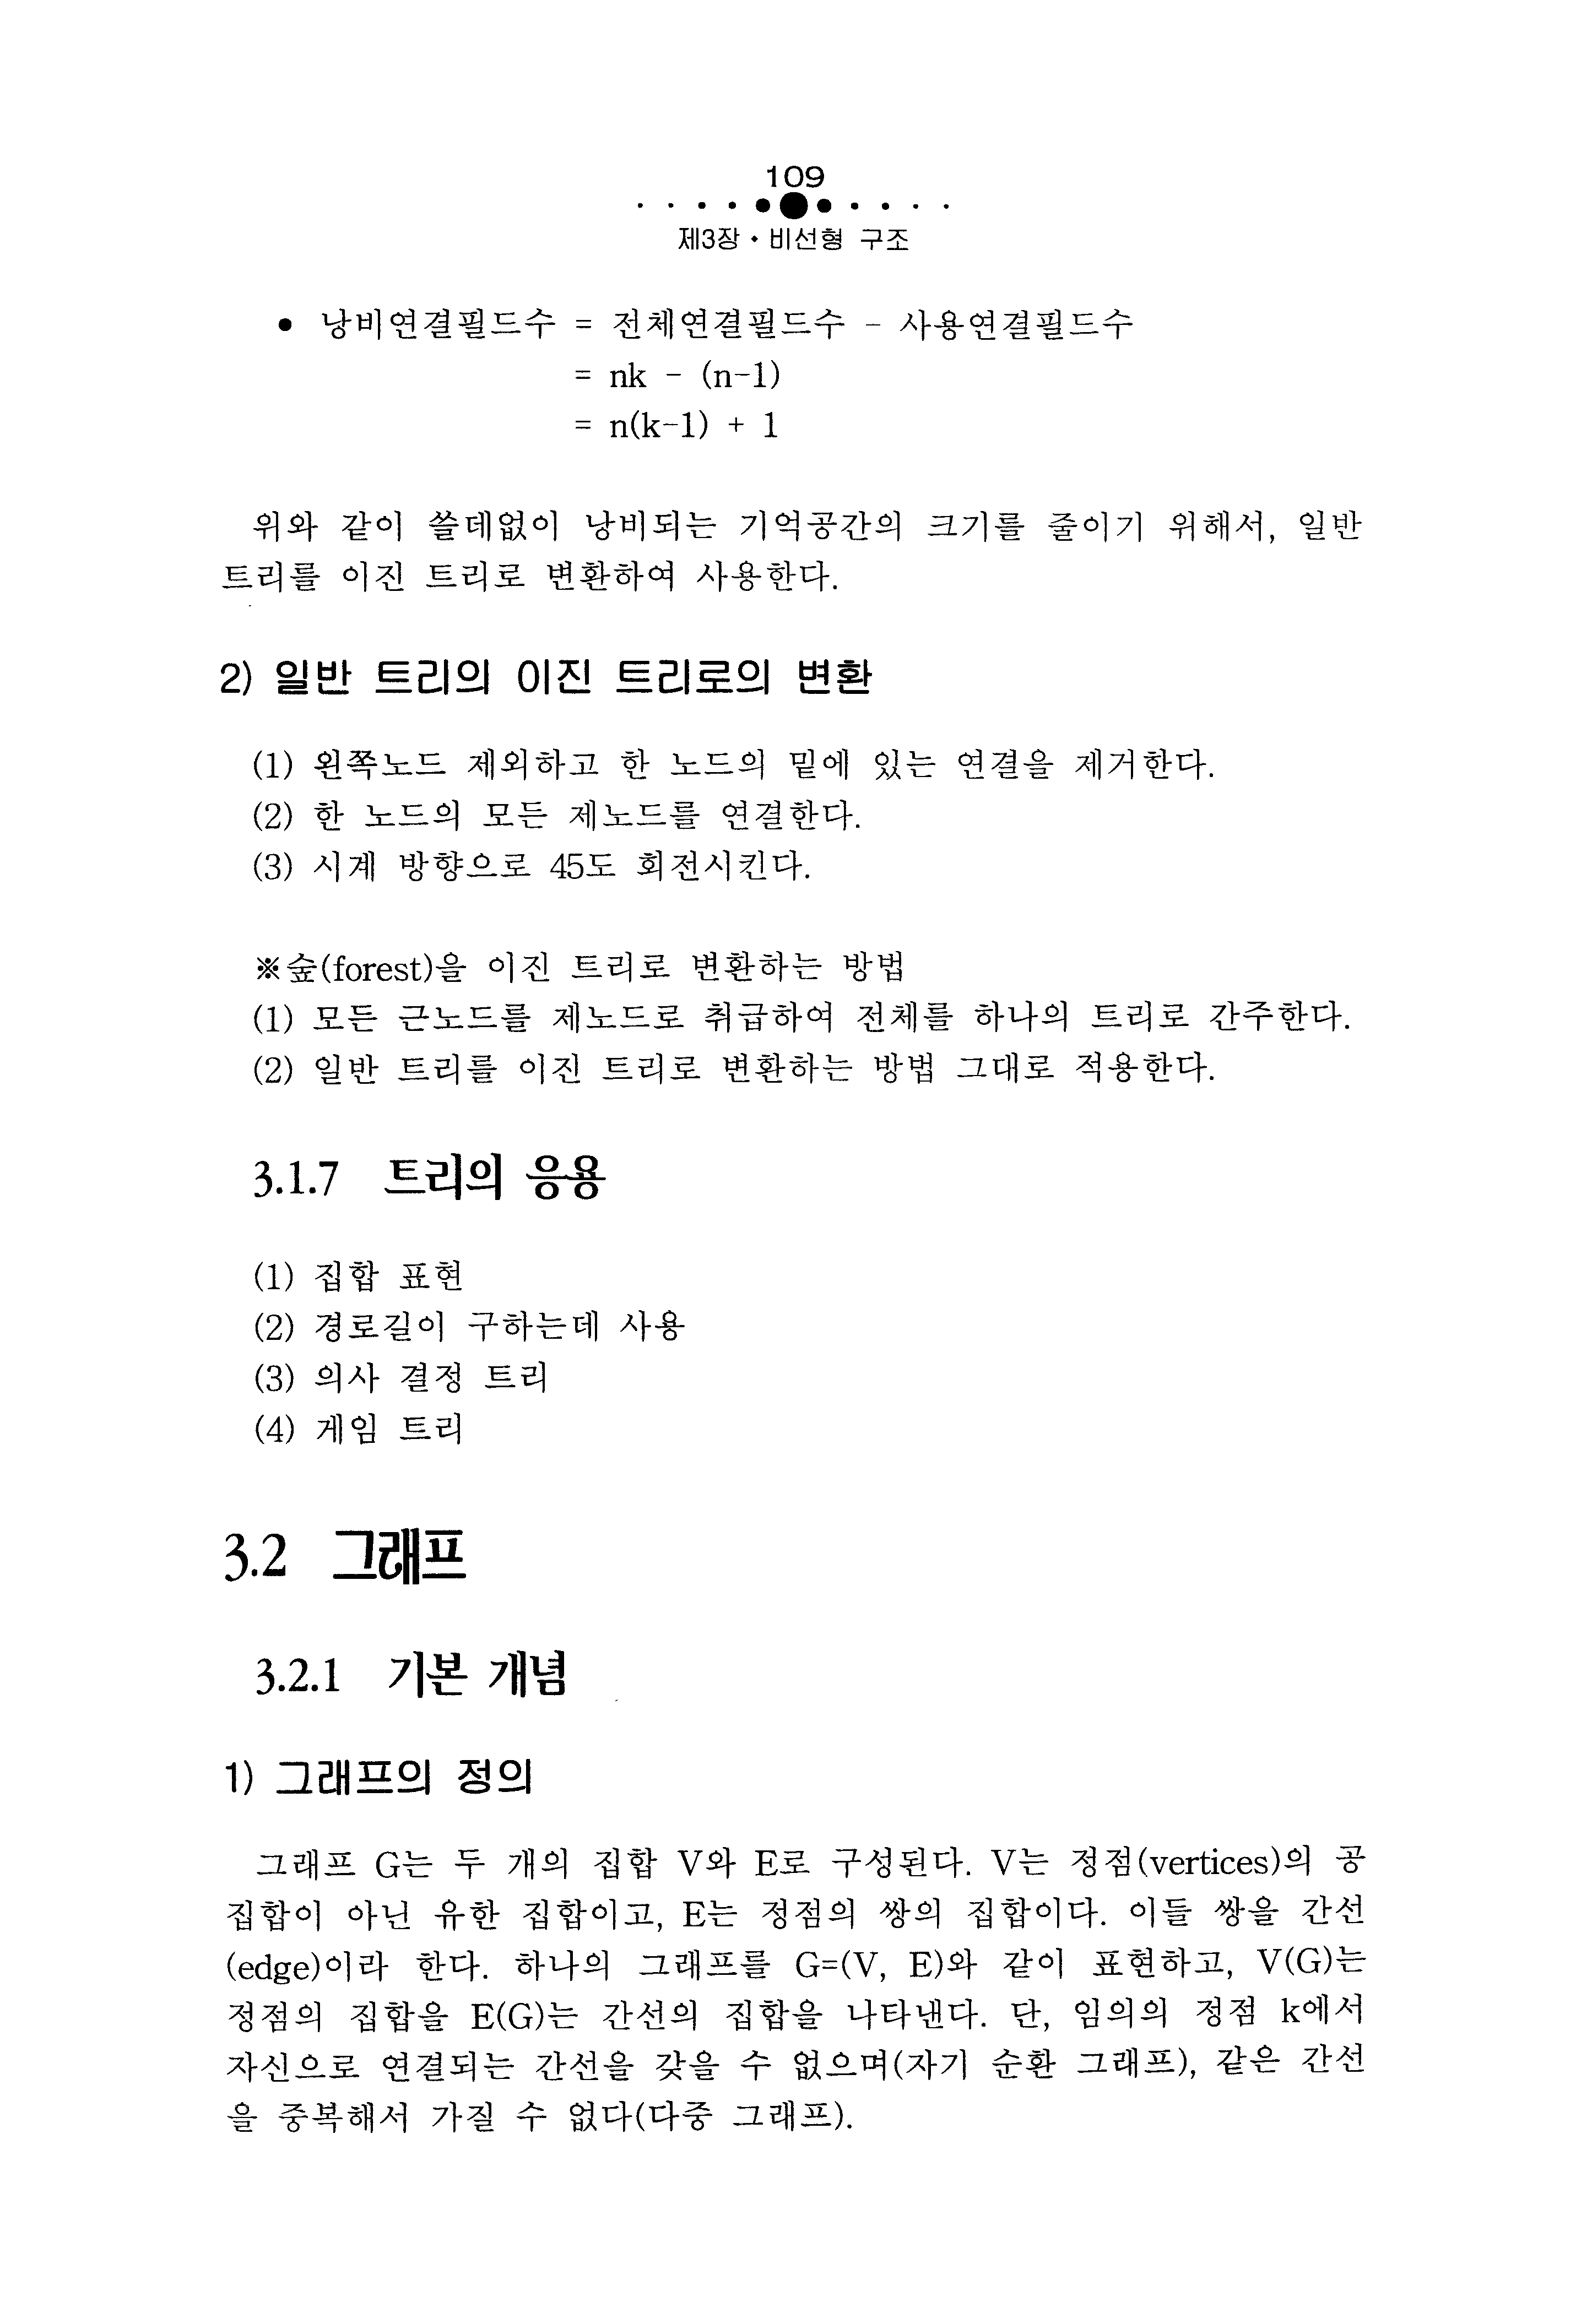 109
제3장 • 비선형 구조
• 낭비연결필드수 = 전체연결필드수 - 사용연결필드수
= nk - (n-1)
= n(k-1) + 1
위와 같이 쓸데없이 낭비되는 기억공간의 크기를 줄이기 위해서, 일반
트리를 이진 트리로 변환하여 사용한다.
2) 일반 트리의 이진 트리로의 변환
(1) 왼쪽노드 제외하고 한 노드의 밑에 있는 연결을 제거한다.
(2) 한 노드의 모든 제노드를 연결한다.
(3) 시계 방향으로 45도 회전시킨다.
※숲(forest)을 이진 트리로 변환하는 방법
(1) 모든 근노드를 제노드로 취급하여 전체를 하나의 트리로 간주한다.
(2) 일반 트리를 이진 트리로 변환하는 방법 그대로 적용한다.
3.1.7 트리의 응용
(1) 집합 표현
(2) 경로길이 구하는데 사용
(3) 의사 결정 트리
(4) 게임 트리
3.2 그래프
3.2.1 기본 개념
1) 그래프의 정의
그래프 G는 두 개의 집합 V와 E로 구성된다. V는 정점(vertices)의 공
집합이 아닌 유한 집합이고, E는 정점의 쌍의 집합이다. 이들 쌍을 간선
(edge)이라 한다. 하나의 그래프를 G=(V, E)와 같이 표현하고, V(G)는
정점의 집합을 E(G)는 간선의 집합을 나타낸다. 단, 임의의 정점 k에서
자신으로 연결되는 간선을 갖을 수 없으며(자기 순환 그래프), 같은 간선
을 중복해서 가질 수 없다(다중 그래프).